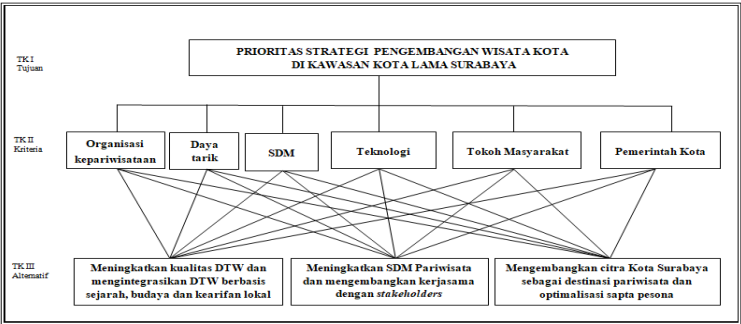 PRIORITAS STRATEGI PENGEMBANGAN WISATA KOTA
DI KAWASAN KOTA LAMA SURABAYA
TK I
Tujuan
TK II
Kriteria
Organisasi
kepariwisataan
Daya
tarik
SDM
Teknologi
Tokoh Masyarakat
Pemerintah Kota
TK III
Alternatif
Meningkatkan kualitas DTW dan
mengintegrasikan DTW berbasis
sejarah, budaya dan kearifan lokal
Meningkatkan SDM Pariwisata
dan mengembangkan kerjasama
dengan stakeholders
Mengembangkan citra Kota Surabaya
sebagai destinasi pariwisata dan
optimalisasi sapta pesona